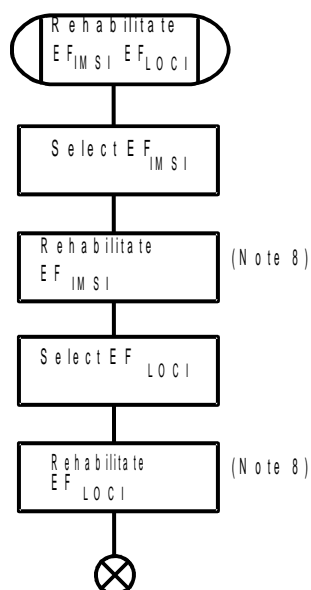 Rehabilitate
EF IMSI EF LOCI
Select EF IMSI
Rehabilitate
EF IMSI
(Note 8)
Select EF LOCI
Rehabilitate
EF LOCI
(Note 8)